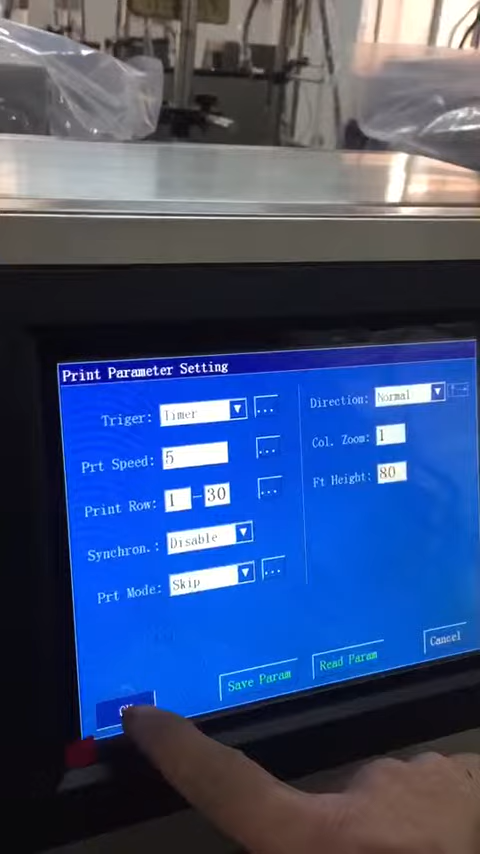 Print Parameter Setting
Triger: Timer ...
Prt Speed: 5 ...
Print Row: 1 - 30 ...
Synchron.: Disable
Prt Mode: Skip ...
Direction: Normal
Col. Zoom: 1
Ft Height: 80
Save Param
Read Param
Cancel